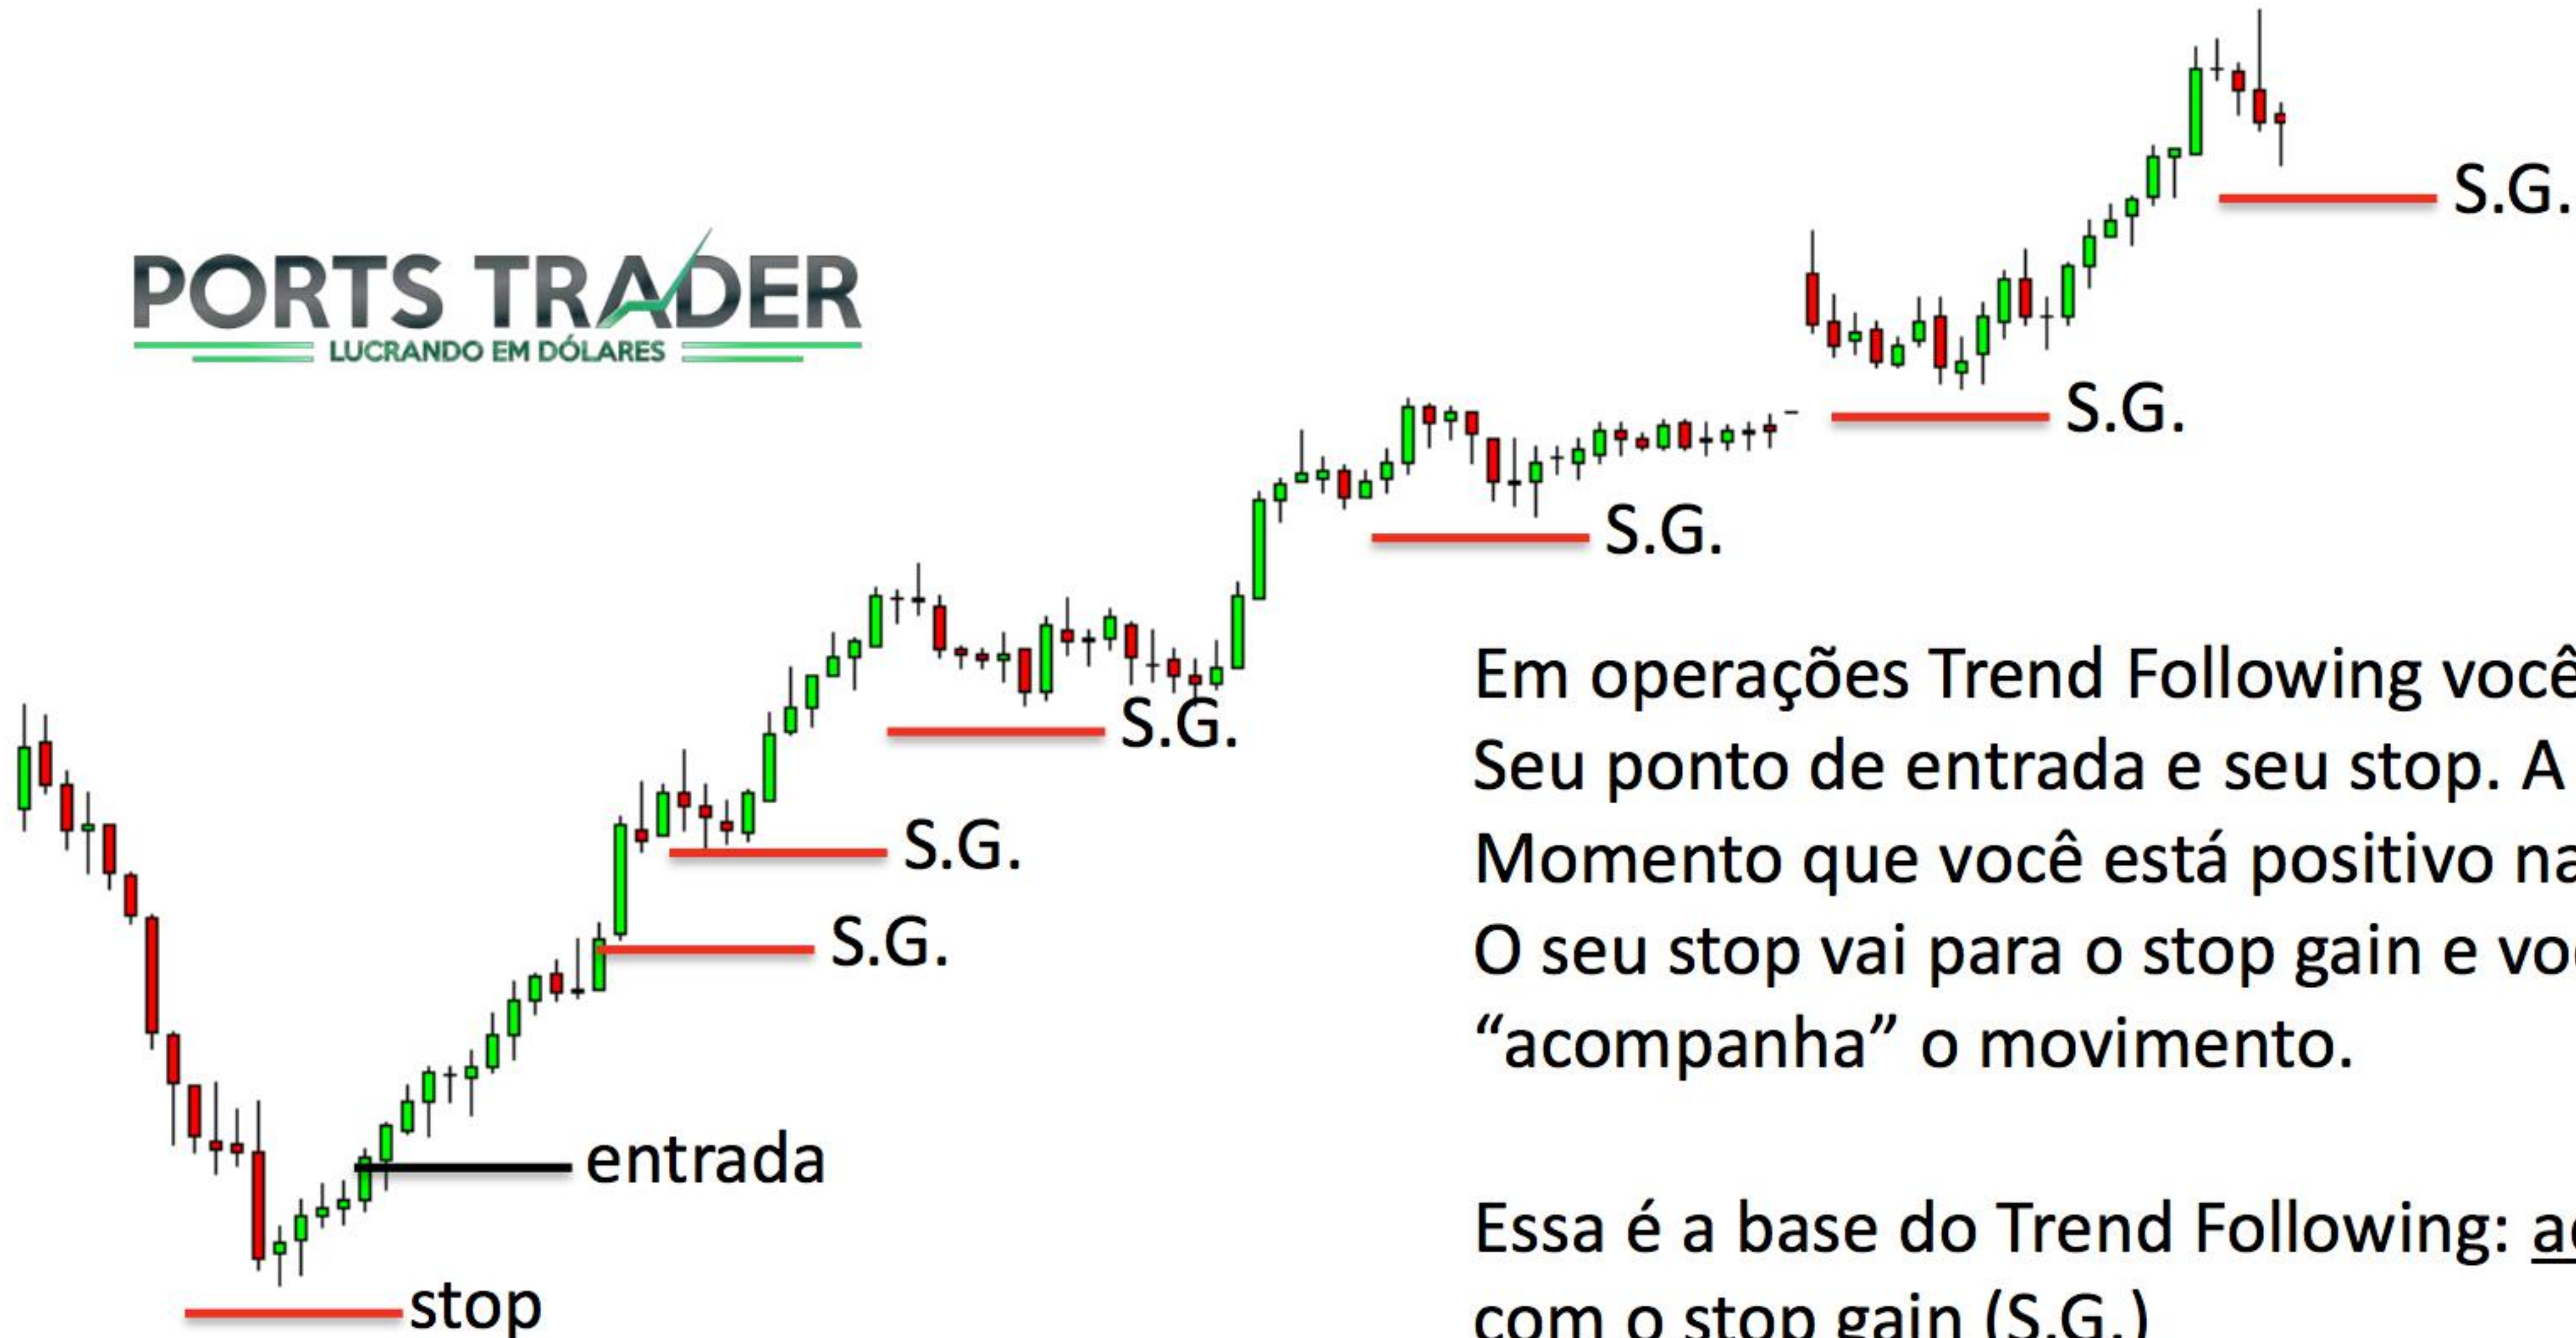 PORTS TRADER
LUCRANDO EM DÓLARES
S.G.
S.G.
S.G.
S.G.
S.G.
S.G.
entrada
stop
Em operações Trend Following você
Seu ponto de entrada e seu stop. A
Momento que você está positivo na
O seu stop vai para o stop gain e
“acompanha” o movimento.
Essa é a base do Trend Following:
com o stop gain (S.G.)